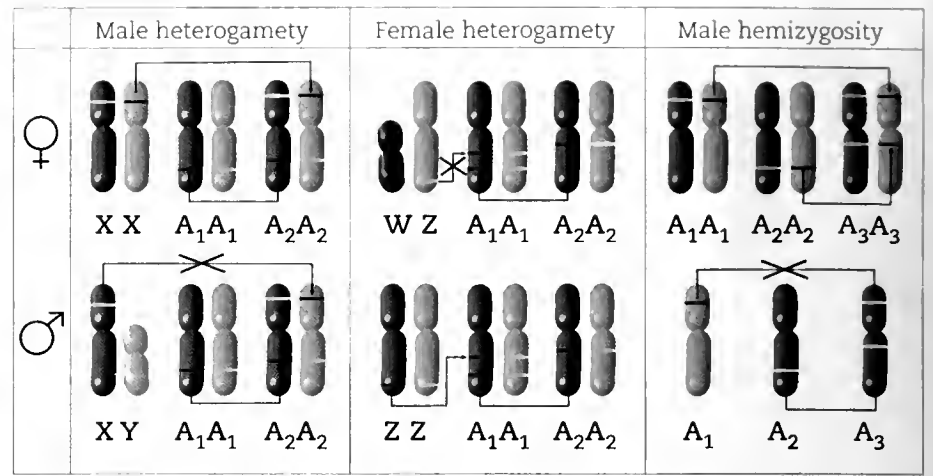 Male heterogamety Female heterogamety Male hemizygosity
♀
X X A₁A₁ A₂A₂ W Z A₁A₁ A₂A₂ A₁A₁ A₂A₂ A₃A₃
♂
X Y A₁A₁ A₂A₂ Z Z A₁A₁ A₂A₂ A₁ A₂ A₃